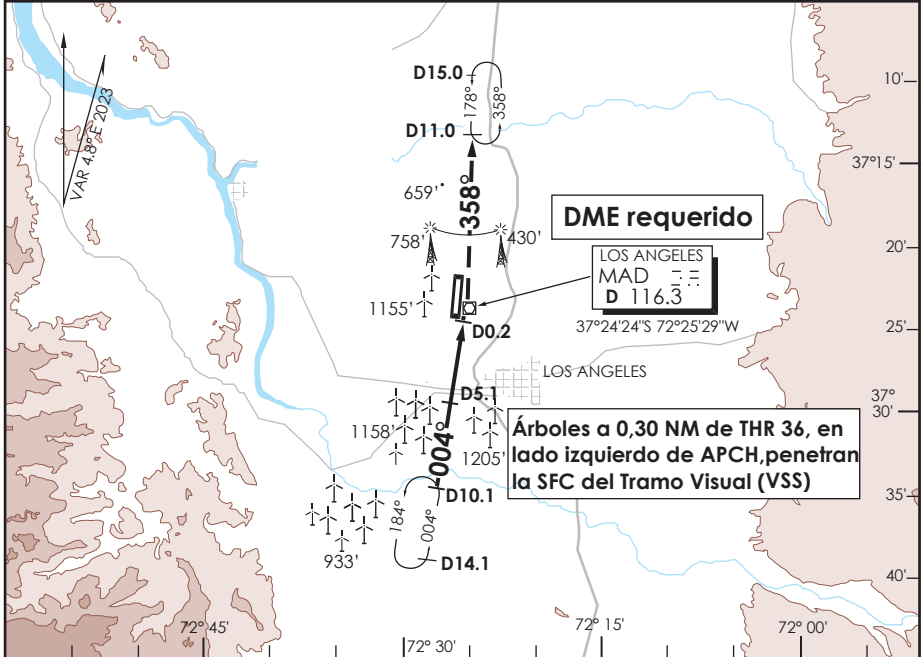 D15.0
178°
358°
D11.0
VAR 4.8° E 2023
10'
37°15'
659'
358°
DME requerido
758'
430'
20'
LOS ANGELES
MAD
D 116.3
1155'
37°24'24"S 72°25'29"W
D0.2
25'
LOS ANGELES
D5.1
37°
30'
1158'
004°
1205'
Árboles a 0,30 NM de THR 36, en
lado izquierdo de APCH,penetran
la SFC del Tramo Visual (VSS)
D10.1
35'
184°
004°
933'
D14.1
40'
72° 45'
72° 30'
72° 15'
72° 00'